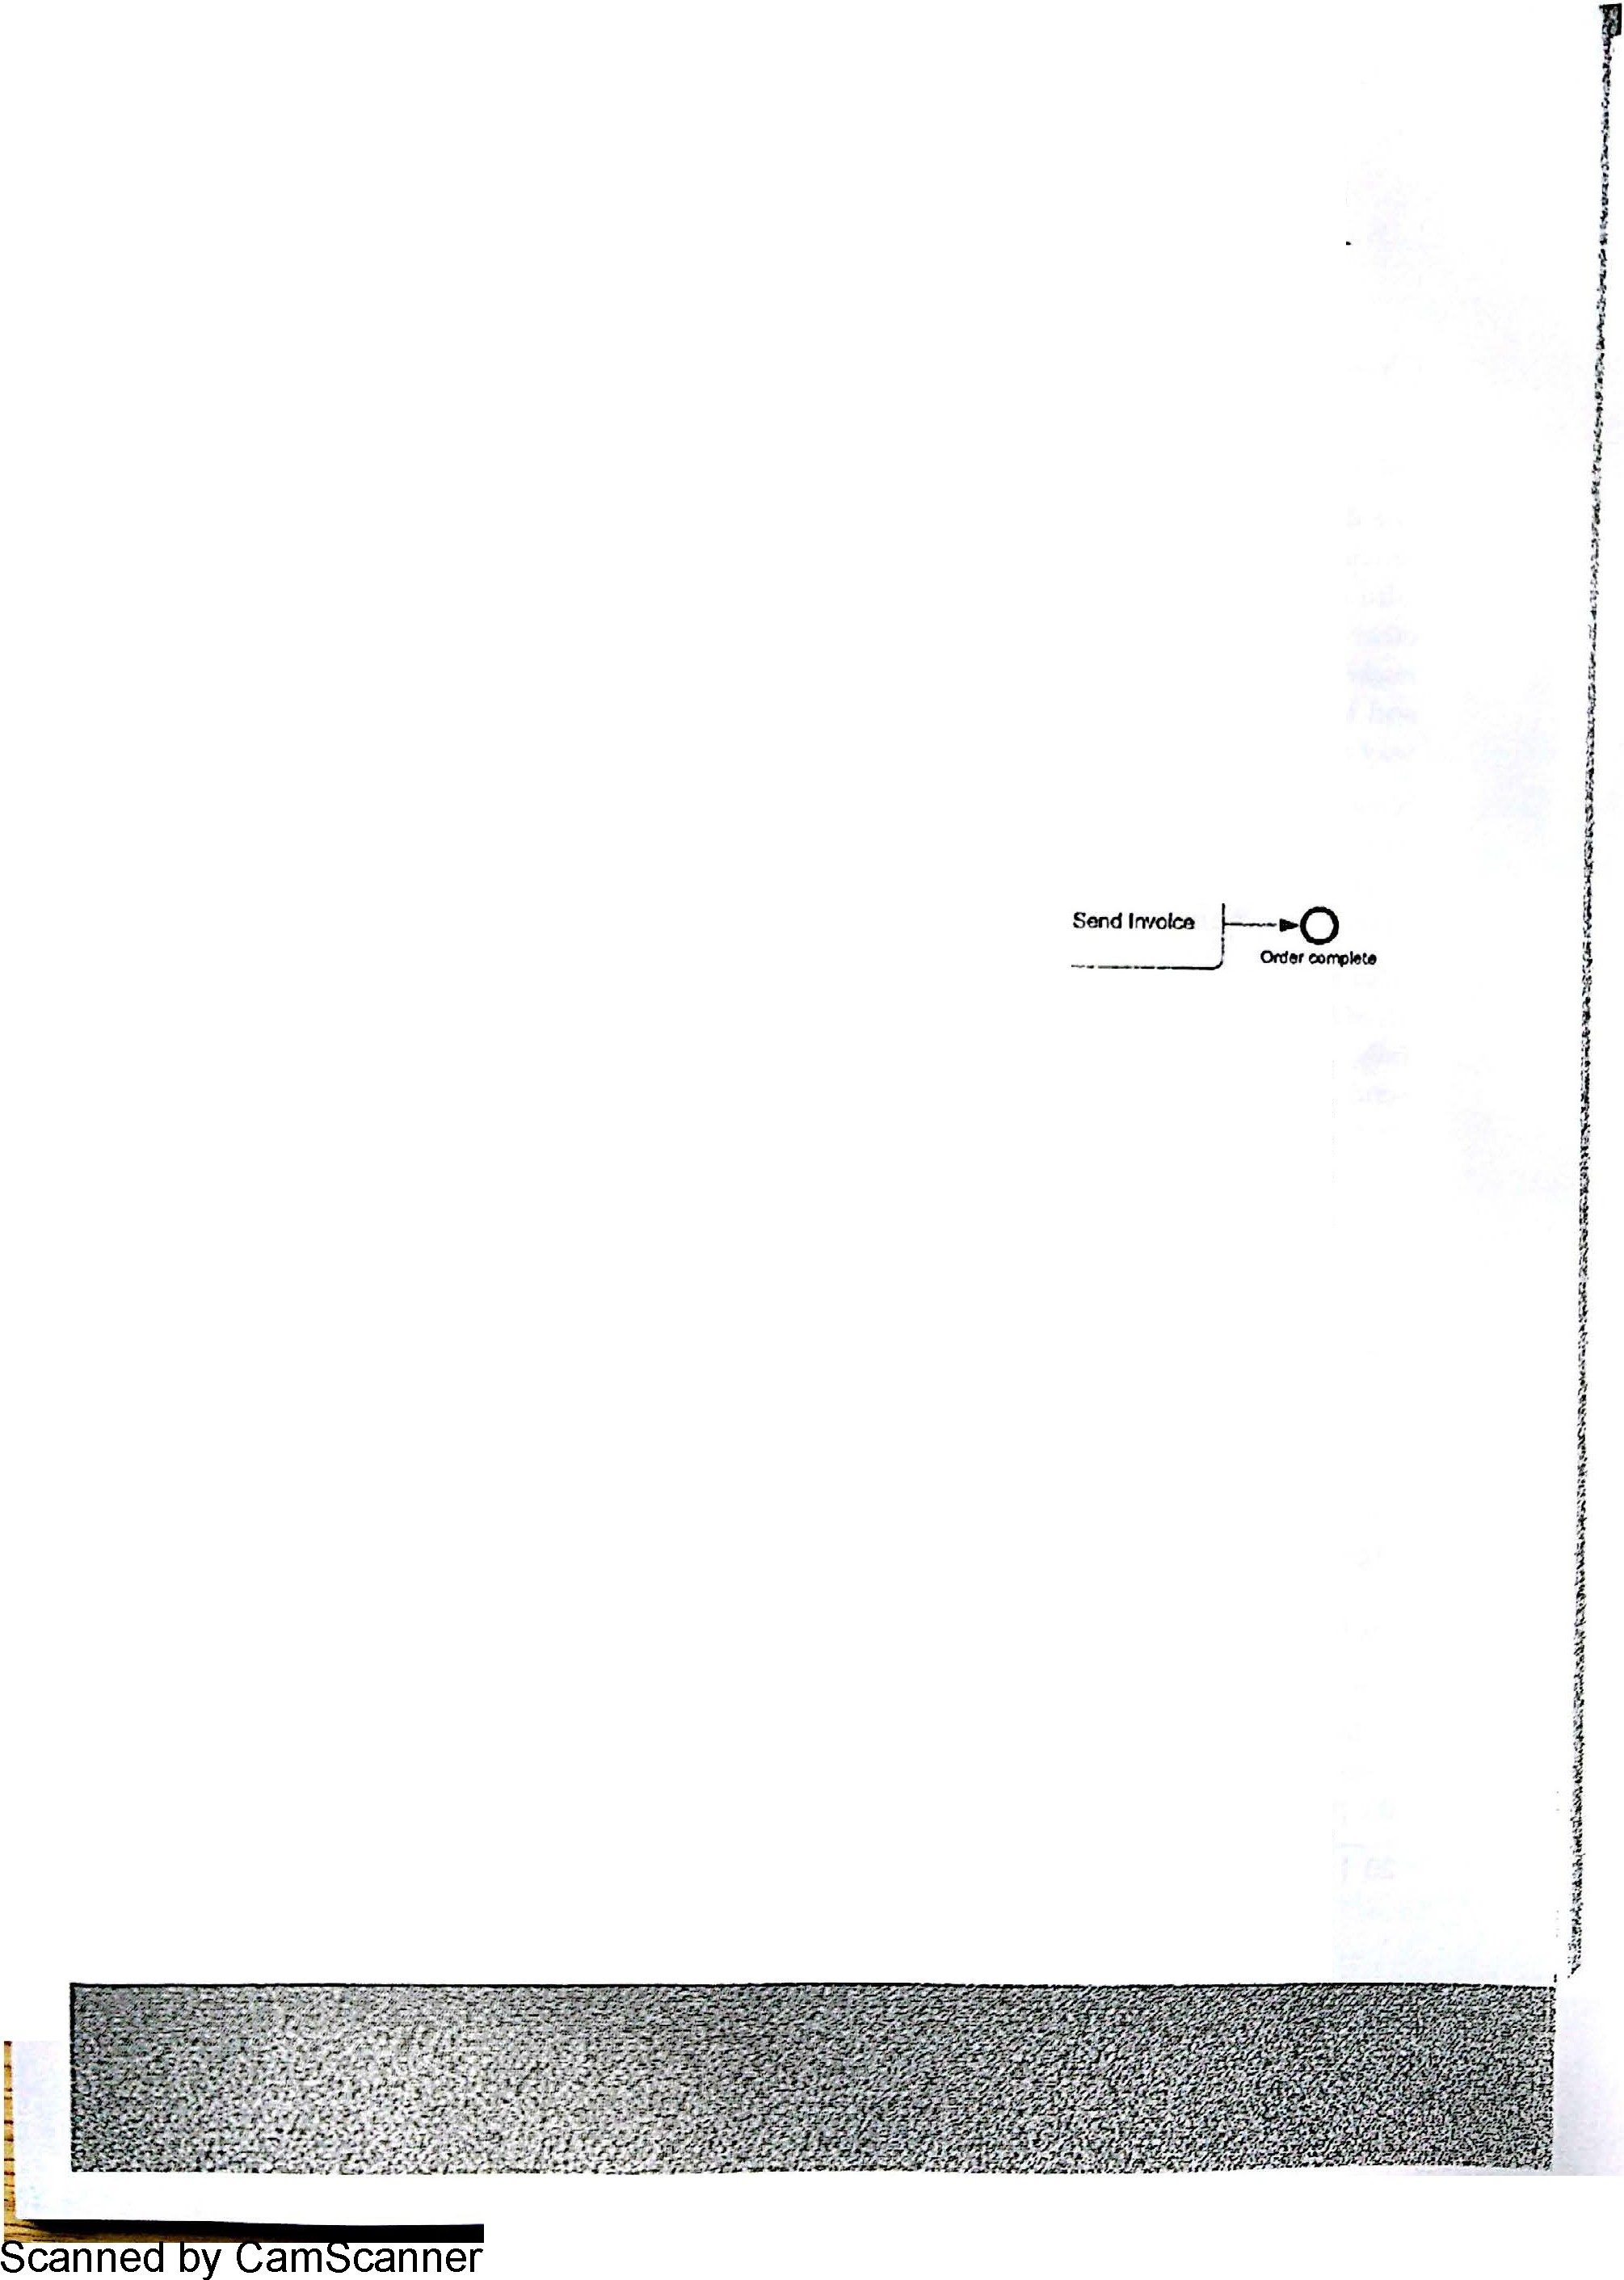 Send Invoice
Order complete
Scanned by CamScanner